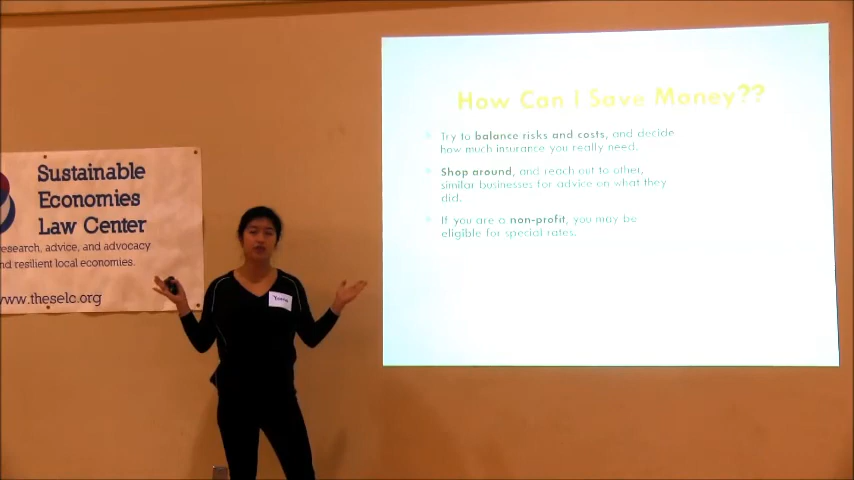 Sustainable
Economies
Law Center
research, advice, and advocacy
nd resilient local economies.
www.theselc.org
How Can I Save Money??
Try to balance risks and costs, and decide
how much insurance you really need.
Shop around, and reach out to other,
similar businesses for advice on what they
did.
If you are a non-profit, you may be
eligible for special rates.